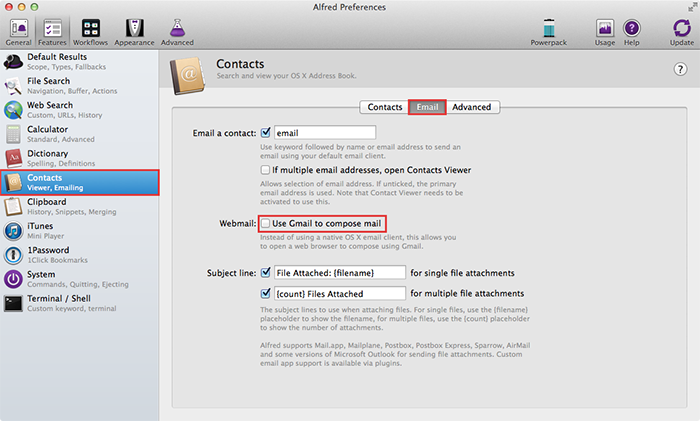 Alfred Preferences
General
Features
Workflows
Appearance
Advanced
Powerpack
Usage
Help
Update
Default Results
Scope, Types, Fallbacks
File Search
Navigation, Buffer, Actions
Web Search
Custom, URLs, History
Calculator
Standard, Advanced
Dictionary
Spelling, Definitions
Contacts
Viewer, Emailing
Clipboard
History, Snippets, Merging
iTunes
Mini Player
1Password
1Click Bookmarks
System
Commands, Quitting, Ejecting
Terminal / Shell
Custom keyword, terminal
Contacts
Search and view your OS X Address Book.
?
Contacts
Email
Advanced
Email a contact:
email
Use keyword followed by name or email address to send an
email using your default email client.
If multiple email addresses, open Contacts Viewer
Allows selection of email address. If unticked, the primary
email address is used. Note that Contact Viewer needs to be
activated to use this.
Webmail:
Use Gmail to compose mail
Instead of using a native OS X email client, this allows you
to open a web browser to compose using Gmail.
Subject line:
File Attached: {filename}
for single file attachments
{count} Files Attached
for multiple file attachments
The subject lines to use when attaching files. For single files, use the {filename}
placeholder to show the filename, for multiple files, use the {count} placeholder
to show the number of attachments.
Alfred supports Mail.app, Mailplane, Postbox, Postbox Express, Sparrow, AirMail
and some versions of Microsoft Outlook for sending file attachments. Custom
email app support is available via plugins.